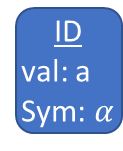 ID
val: a
Sym: α